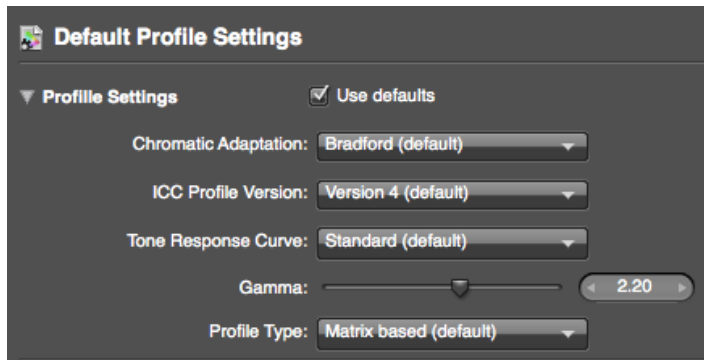 Default Profile Settings
Profille Settings Use defaults
Chromatic Adaptation: Bradford (default)
ICC Profile Version: Version 4 (default)
Tone Response Curve: Standard (default)
Gamma: 2.20
Profile Type: Matrix based (default)